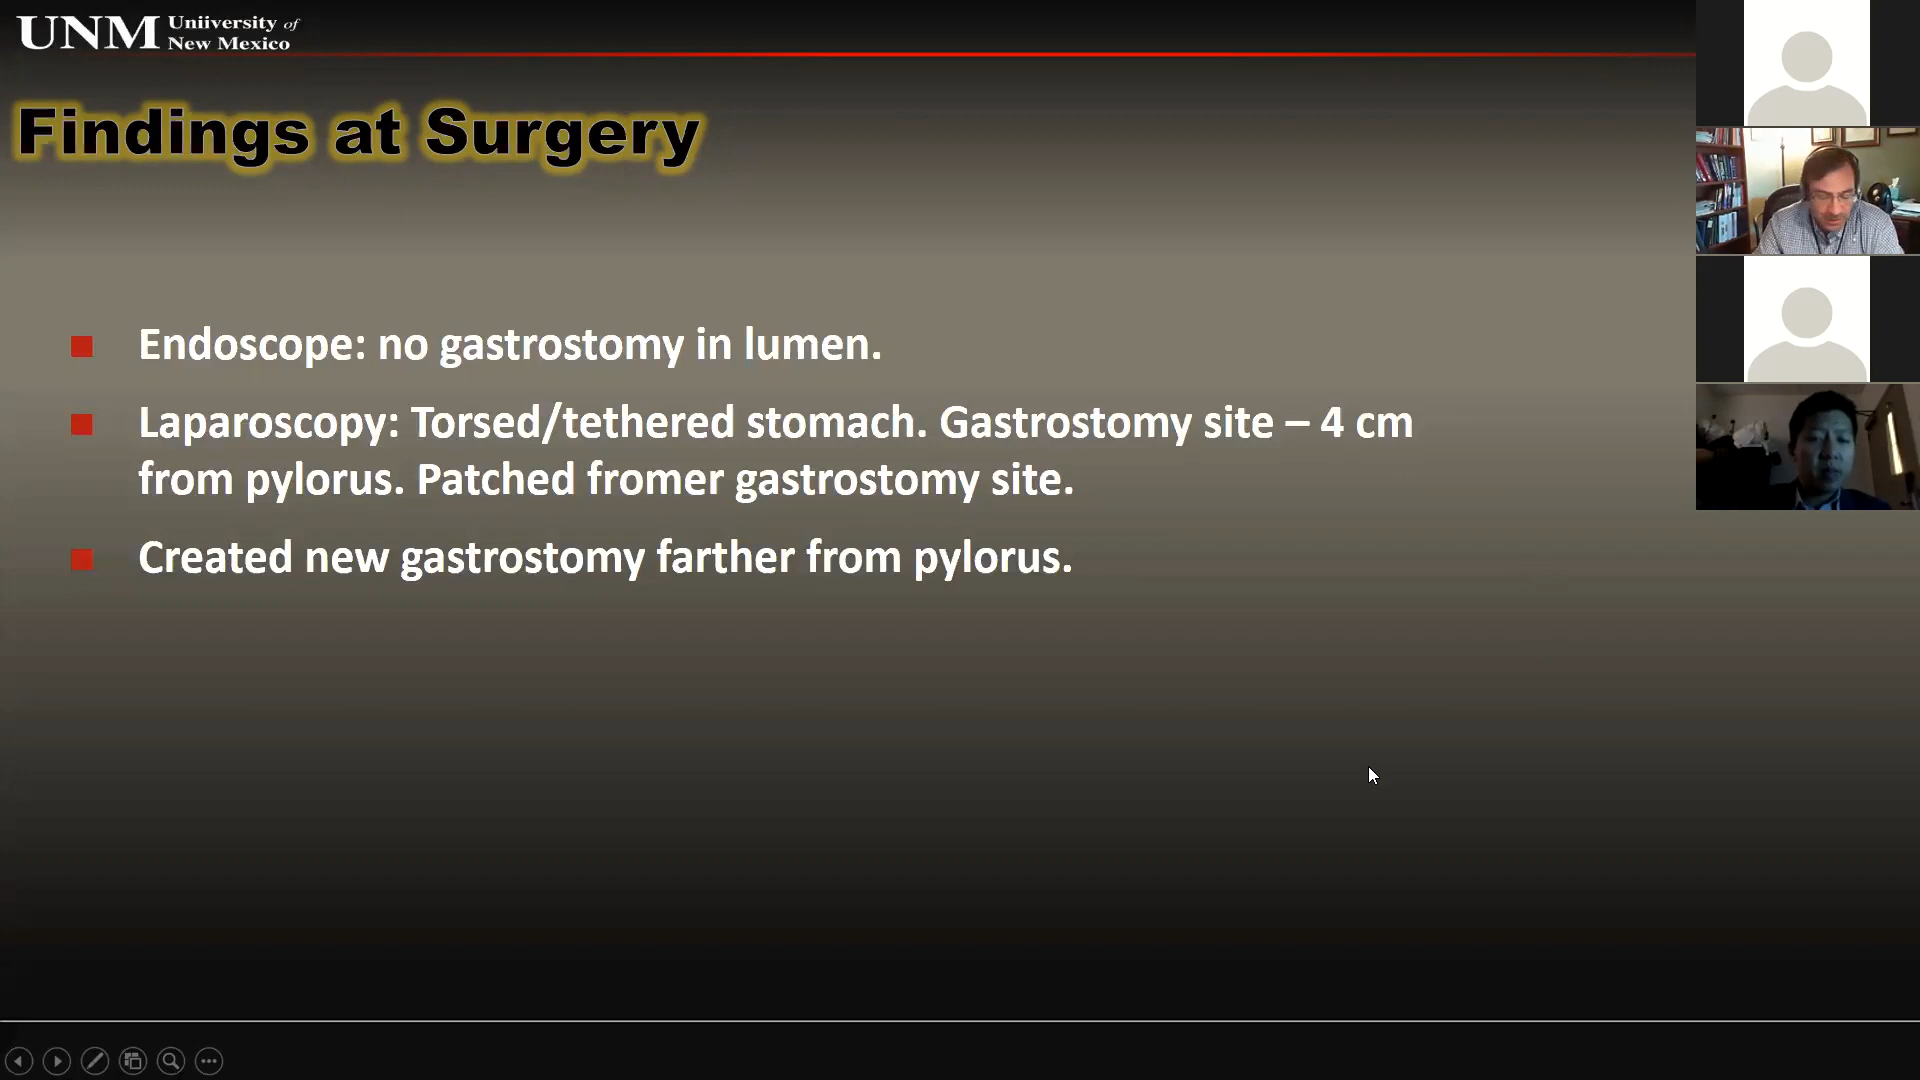 UNM Uniiversity of
New Mexico
Findings at Surgery
Endoscope: no gastrostomy in lumen.
Laparoscopy: Torsed/tethered stomach. Gastrostomy site – 4 cm
from pylorus. Patched fromer gastrostomy site.
Created new gastrostomy farther from pylorus.